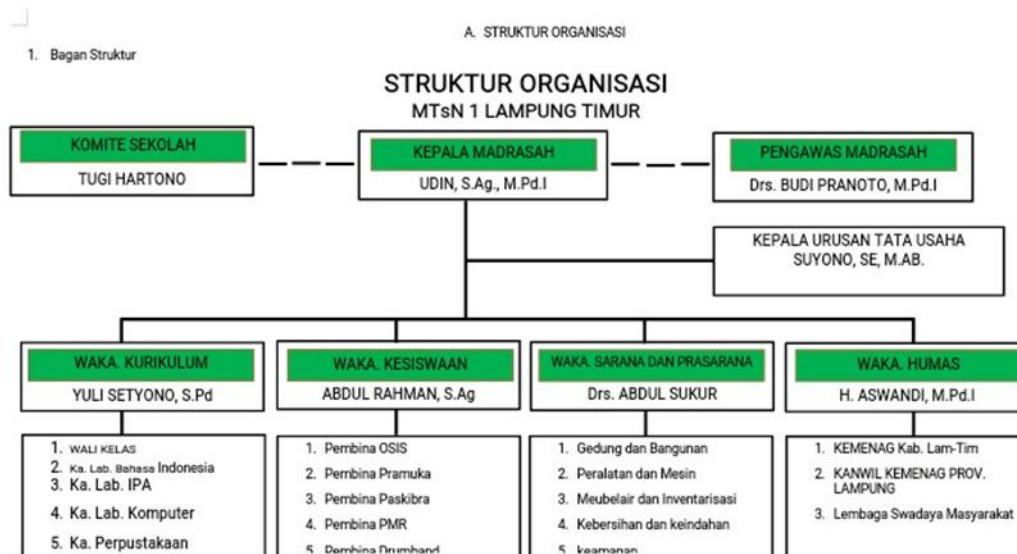 A. STRUKTUR ORGANISASI
1. Bagan Struktur
STRUKTUR ORGANISASI
MTsN 1 LAMPUNG TIMUR
KOMITE SEKOLAH
TUGI HARTONO
KEPALA MADRASAH
UDIN, S.Ag., M.Pd.I
PENGAWAS MADRASAH
Drs. BUDI PRANOTO, M.Pd.I
KEPALA URUSAN TATA USAHA
SUYONO, SE, M.AB.
WAKA. KURIKULUM
YULI SETYONO, S.Pd
WAKA. KESISWAAN
ABDUL RAHMAN, S.Ag
WAKA. SARANA DAN PRASARANA
Drs. ABDUL SUKUR
WAKA. HUMAS
H. ASWANDI, M.Pd.I
1. WALI KELAS
2. Ka. Lab. Bahasa Indonesia
3. Ka. Lab. IPA
4. Ka. Lab. Komputer
5. Ka. Perpustakaan
1. Pembina OSIS
2. Pembina Pramuka
3. Pembina Paskibra
4. Pembina PMR
5. Pembina Drumband
1. Gedung dan Bangunan
2. Peralatan dan Mesin
3. Meubelair dan Inventarisasi
4. Kebersihan dan keindahan
5. keamanan
1. KEMENAG Kab. Lam-Tim
2. KANWIL KEMENAG PROV.
LAMPUNG
3. Lembaga Swadaya Masyarakat